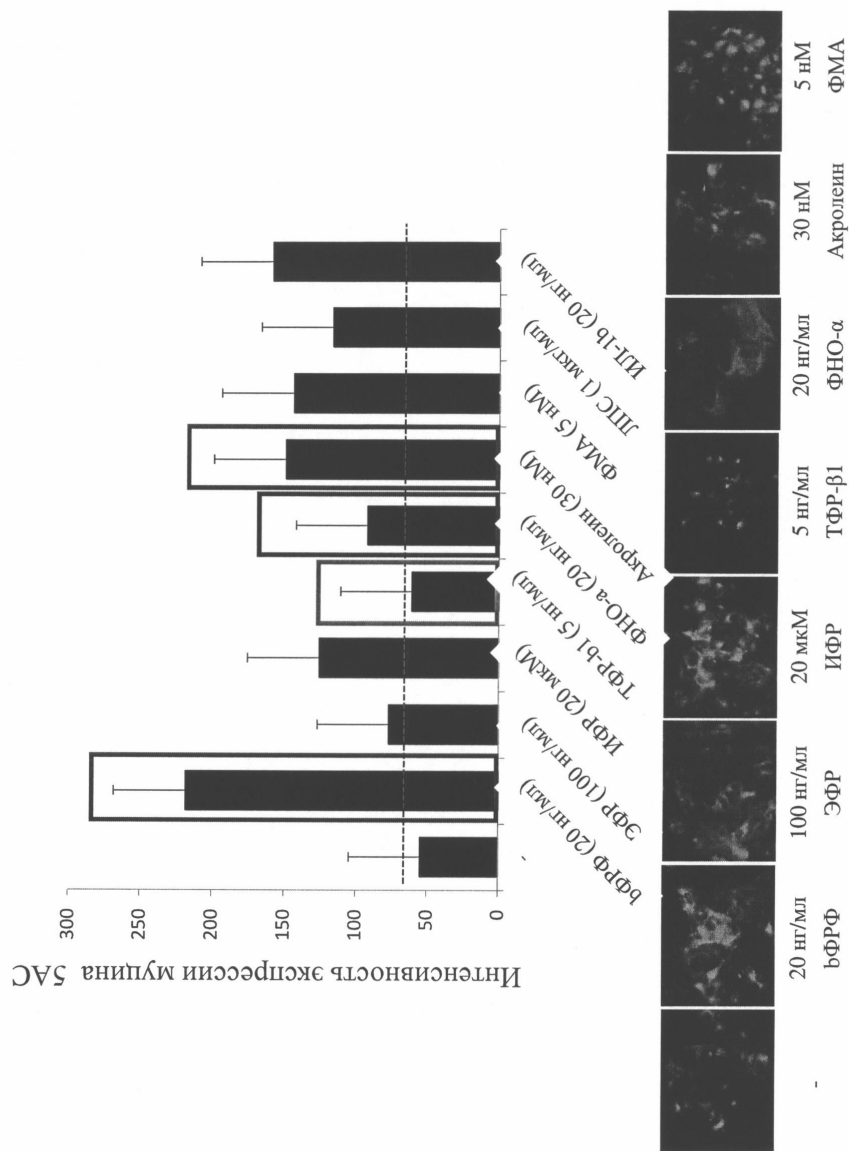 Интенсивность экспрессии муцина 5АС
300
250
200
150
100
50
0
-
bФРФ (20 нг/мл)
ЭФР (100 нг/мл)
ИФР (20 мкМ)
ТФР-b1 (5 нг/мл)
ФНО-а (20 нг/мл)
Акролеин (30 нМ)
ФМА (5 нМ)
ЛПС (1 мкг/мл)
ИЛ-1b (20 нг/мл)
- 20 нг/мл 100 нг/мл 20 мкМ 5 нг/мл 20 нг/мл 30 нМ 5 нМ
bФРФ ЭФР ИФР ТФР-β1 ФНО-α Акролеин ФМА